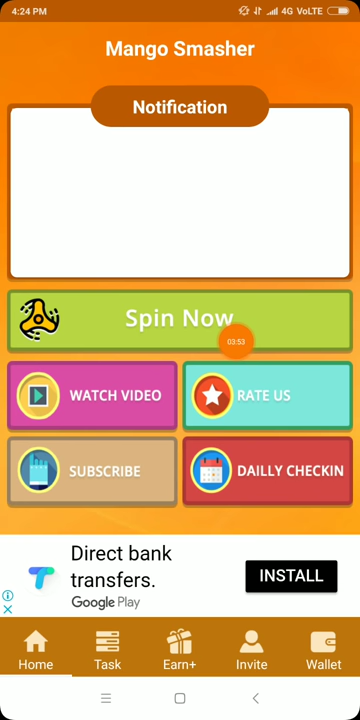 4:24 PM
4G VoLTE
Mango Smasher
Notification
Spin Now
03:53
WATCH VIDEO
RATE US
SUBSCRIBE
DAILLY CHECKIN
Direct bank
transfers.
Google Play
INSTALL
Home
Task
Earn+
Invite
Wallet